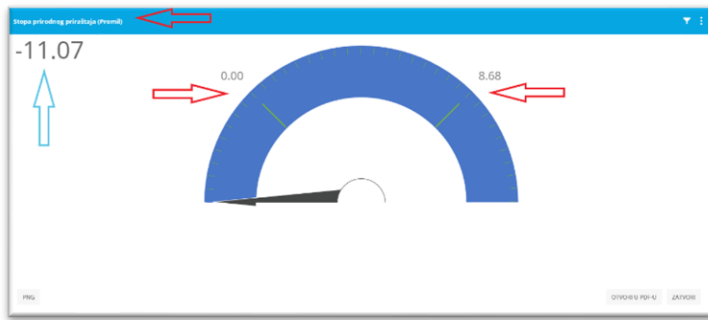 Stopa prirodnog priraštaja (Promil)
-11.07
0.00
8.68
PNG
OTVORI U PDF-U
ZATVORI